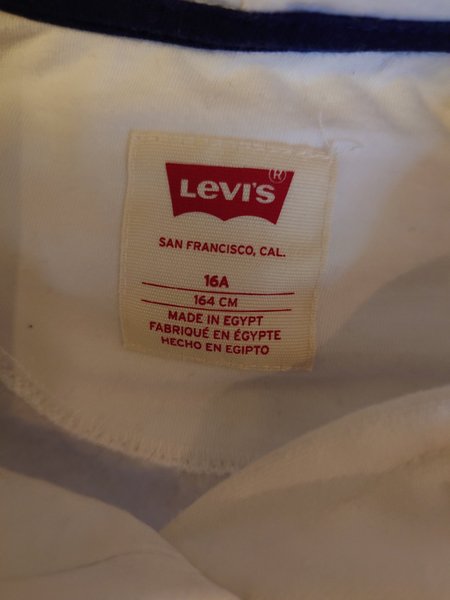 Levi's ®
SAN FRANCISCO, CAL.
16A
164 CM
MADE IN EGYPT
FABRIQUÉ EN ÉGYPTE
HECHO EN EGIPTO